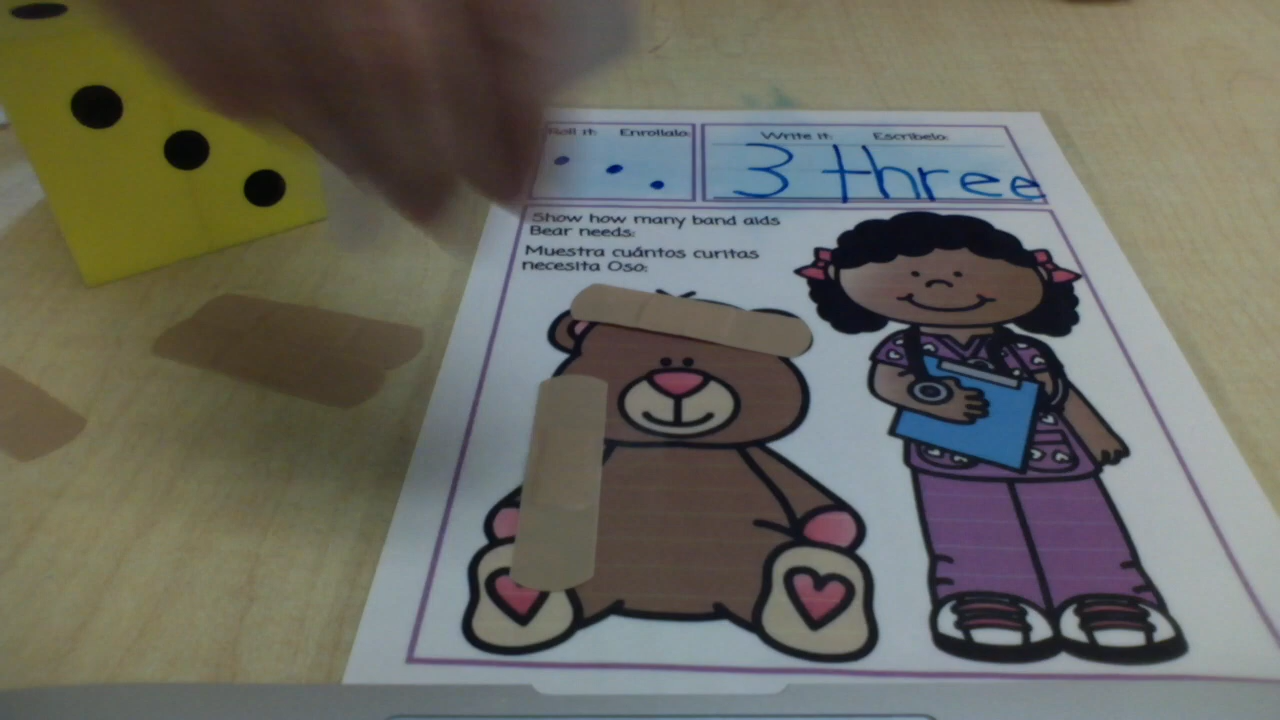 Roll it: Enrollalo:
Write it: Escribelo:
3 three
Show how many band aids
Bear needs:
Muestra cuántos curitas
necesita Oso: